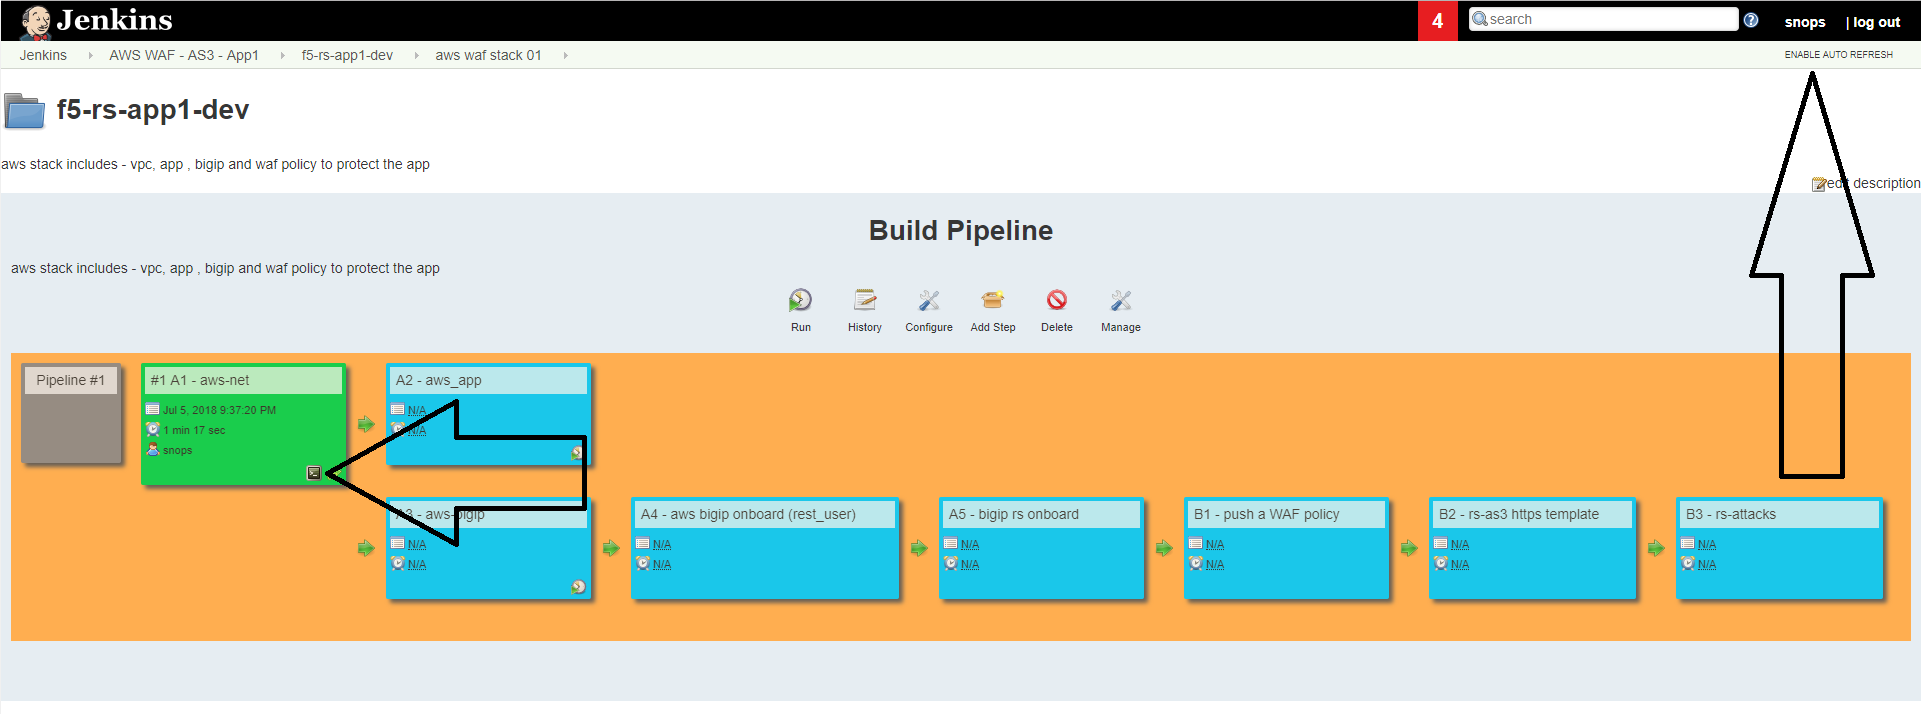 Jenkins
4
search
snops
| log out
Jenkins
AWS WAF - AS3 - App1
f5-rs-app1-dev
aws waf stack 01
ENABLE AUTO REFRESH
f5-rs-app1-dev
aws stack includes - vpc, app , bigip and waf policy to protect the app
edit description
Build Pipeline
aws stack includes - vpc, app , bigip and waf policy to protect the app
Run
History
Configure
Add Step
Delete
Manage
Pipeline #1
#1 A1 - aws-net
Jul 5, 2018 9:37:20 PM
1 min 17 sec
snops
A2 - aws_app
N/A
N/A
A3 - aws-bigip
N/A
N/A
A4 - aws bigip onboard (rest_user)
N/A
N/A
A5 - bigip rs onboard
N/A
N/A
B1 - push a WAF policy
N/A
N/A
B2 - rs-as3 https template
N/A
N/A
B3 - rs-attacks
N/A
N/A